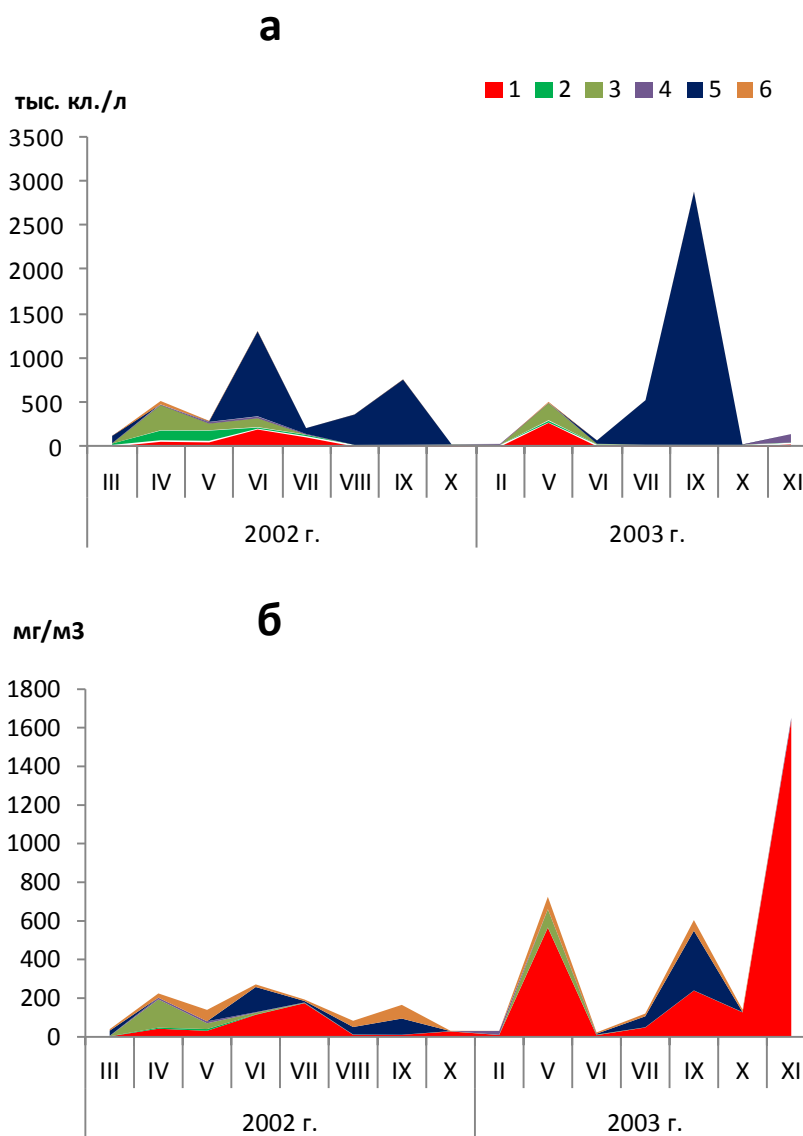 а
тыс. кл./л
1 2 3 4 5 6
3500
3000
2500
2000
1500
1000
500
0
III IV V VI VII VIII IX X II V VI VII IX X XI
2002 г. 2003 г.
б
мг/м3
1800
1600
1400
1200
1000
800
600
400
200
0
III IV V VI VII VIII IX X II V VI VII IX X XI
2002 г. 2003 г.